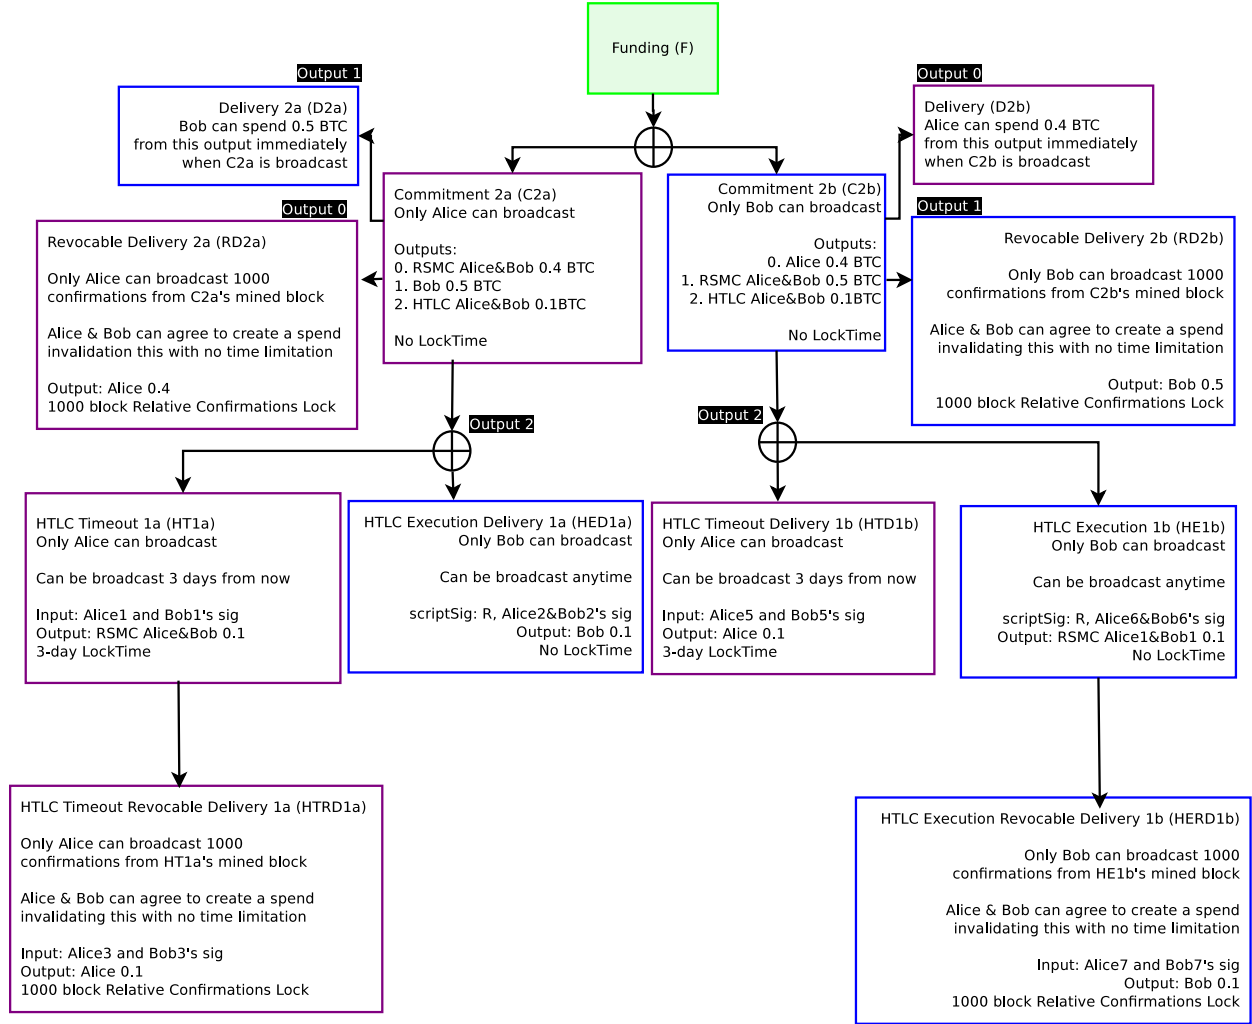 Funding (F)
Output 1
Delivery 2a (D2a)
Bob can spend 0.5 BTC
from this output immediately
when C2a is broadcast
Output 0
Delivery (D2b)
Alice can spend 0.4 BTC
from this output immediately
when C2b is broadcast
Commitment 2a (C2a)
Only Alice can broadcast
Outputs:
0. RSMC Alice&Bob 0.4 BTC
1. Bob 0.5 BTC
2. HTLC Alice&Bob 0.1BTC
No LockTime
Commitment 2b (C2b)
Only Bob can broadcast
Outputs:
0. Alice 0.4 BTC
1. RSMC Alice&Bob 0.5 BTC
2. HTLC Alice&Bob 0.1BTC
No LockTime
Output 0
Revocable Delivery 2a (RD2a)
Only Alice can broadcast 1000
confirmations from C2a's mined block
Alice & Bob can agree to create a spend
invalidation this with no time limitation
Output: Alice 0.4
1000 block Relative Confirmations Lock
Output 1
Revocable Delivery 2b (RD2b)
Only Bob can broadcast 1000
confirmations from C2b's mined block
Alice & Bob can agree to create a spend
invalidating this with no time limitation
Output: Bob 0.5
1000 block Relative Confirmations Lock
Output 2
Output 2
HTLC Timeout 1a (HT1a)
Only Alice can broadcast
Can be broadcast 3 days from now
Input: Alice1 and Bob1's sig
Output: RSMC Alice&Bob 0.1
3-day LockTime
HTLC Execution Delivery 1a (HED1a)
Only Bob can broadcast
Can be broadcast anytime
scriptSig: R, Alice2&Bob2's sig
Output: Bob 0.1
No LockTime
HTLC Timeout Delivery 1b (HTD1b)
Only Alice can broadcast
Can be broadcast 3 days from now
Input: Alice5 and Bob5's sig
Output: Alice 0.1
3-day LockTime
HTLC Execution 1b (HE1b)
Only Bob can broadcast
Can be broadcast anytime
scriptSig: R, Alice6&Bob6's sig
Output: RSMC Alice1&Bob1 0.1
No LockTime
HTLC Timeout Revocable Delivery 1a (HTRD1a)
Only Alice can broadcast 1000
confirmations from HT1a's mined block
Alice & Bob can agree to create a spend
invalidating this with no time limitation
Input: Alice3 and Bob3's sig
Output: Alice 0.1
1000 block Relative Confirmations Lock
HTLC Execution Revocable Delivery 1b (HERD1b)
Only Bob can broadcast 1000
confirmations from HE1b's mined block
Alice & Bob can agree to create a spend
invalidating this with no time limitation
Input: Alice7 and Bob7's sig
Output: Bob 0.1
1000 block Relative Confirmations Lock